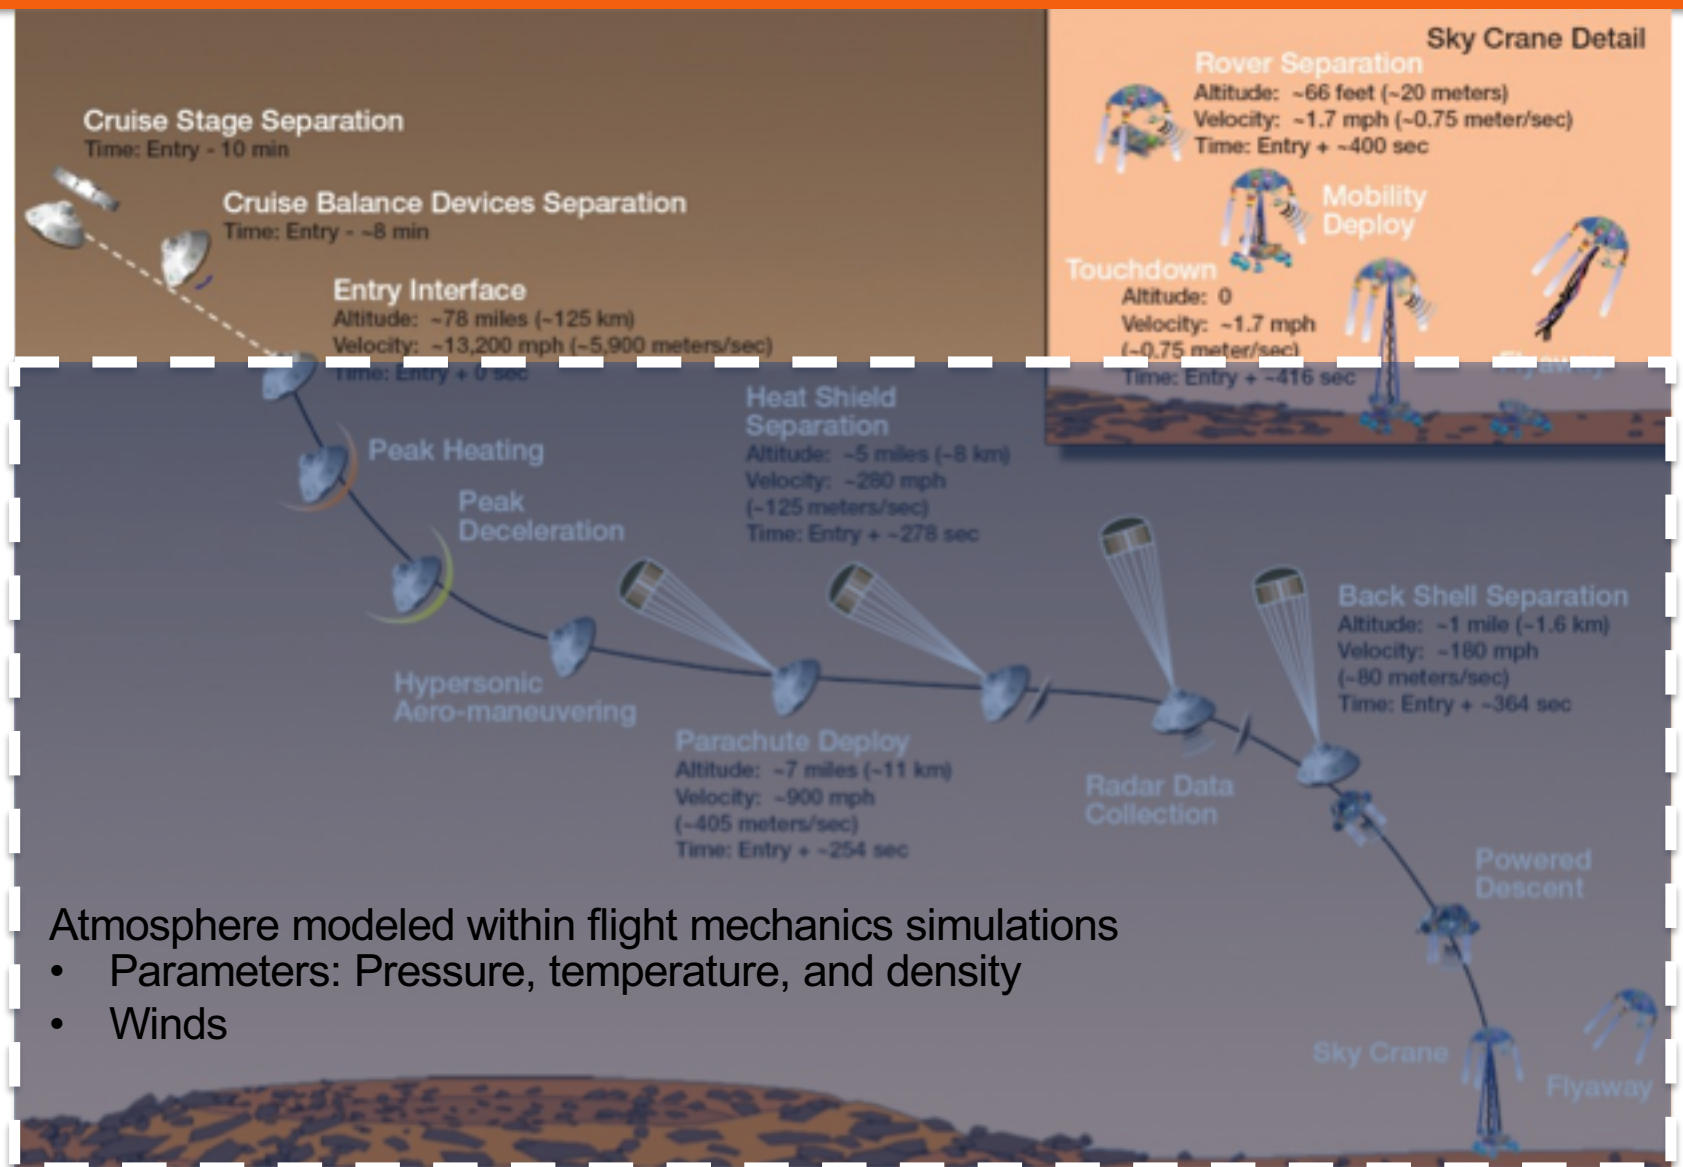 Sky Crane Detail
Rover Separation
Altitude: ~66 feet (~20 meters)
Velocity: ~1.7 mph (~0.75 meter/sec)
Time: Entry + ~400 sec
Cruise Stage Separation
Time: Entry - 10 min
Cruise Balance Devices Separation
Time: Entry - ~8 min
Mobility
Deploy
Touchdown
Altitude: 0
Velocity: ~1.7 mph
(~0.75 meter/sec)
Time: Entry + ~416 sec
Flyaway
Entry Interface
Altitude: ~78 miles (~125 km)
Velocity: ~13,200 mph (~5,900 meters/sec)
Time: Entry + 0 sec
Peak Heating
Peak
Deceleration
Heat Shield
Separation
Altitude: ~5 miles (~8 km)
Velocity: ~280 mph
(~125 meters/sec)
Time: Entry + ~278 sec
Hypersonic
Aero-maneuvering
Parachute Deploy
Altitude: ~7 miles (~11 km)
Velocity: ~900 mph
(~405 meters/sec)
Time: Entry + ~254 sec
Radar Data
Collection
Back Shell Separation
Altitude: ~1 mile (~1.6 km)
Velocity: ~180 mph
(~80 meters/sec)
Time: Entry + ~364 sec
Powered
Descent
Atmosphere modeled within flight mechanics simulations
• Parameters: Pressure, temperature, and density
• Winds
Sky Crane
Flyaway